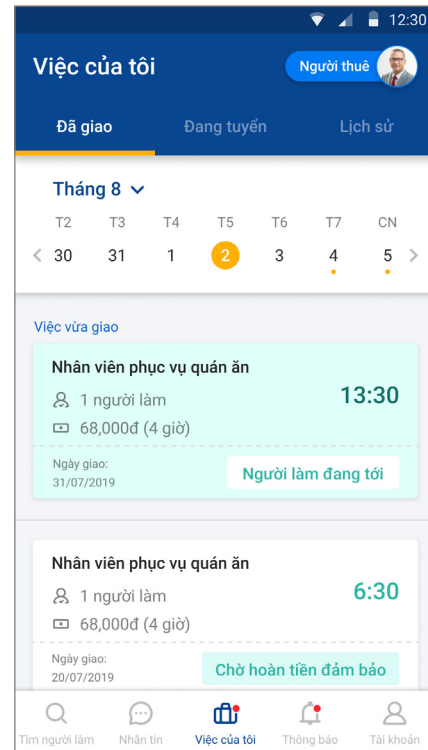 12:30
Việc của tôi
Người thuê
Đã giao Đang tuyển Lịch sử
Tháng 8
T2 T3 T4 T5 T6 T7 CN
30 31 1 2 3 4 5
Việc vừa giao
Nhân viên phục vụ quán ăn
1 người làm
13:30
68,000đ (4 giờ)
Ngày giao:
31/07/2019
Người làm đang tới
Nhân viên phục vụ quán ăn
1 người làm
6:30
68,000đ (4 giờ)
Ngày giao:
20/07/2019
Chờ hoàn tiền đảm bảo
Tìm người làm Nhắn tin Việc của tôi Thông báo Tài khoản